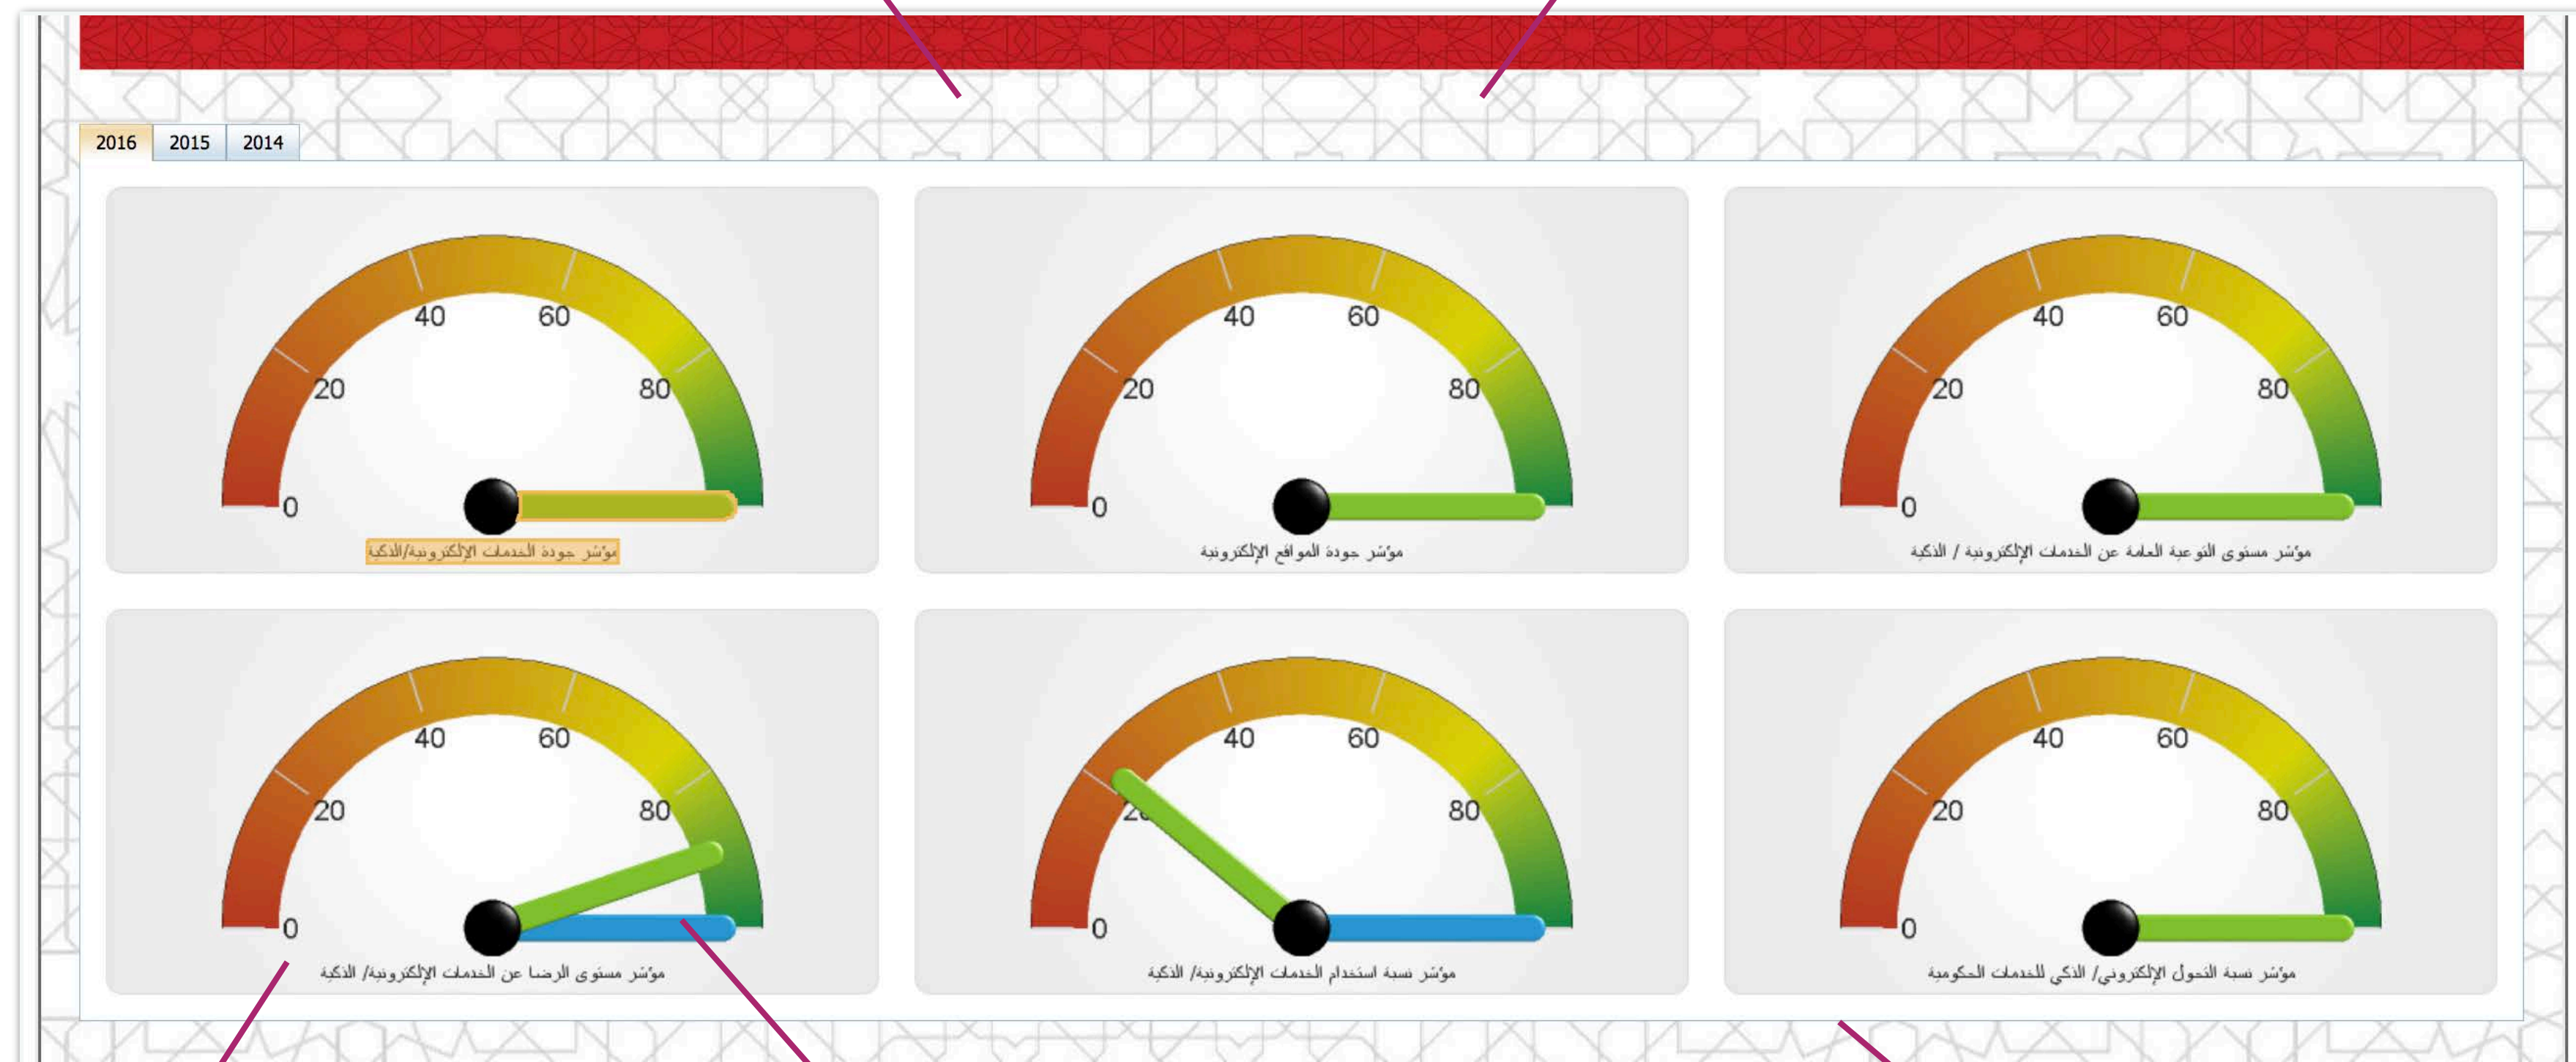 2016 2015 2014
0 20 40 60 80
مؤشر جودة الخدمات الإلكترونية/الذكية
0 20 40 60 80
مؤشر جودة المواقع الإلكترونية
0 20 40 60 80
مؤشر مستوى التوعية العامة عن الخدمات الإلكترونية / الذكية
0 20 40 60 80
مؤشر مستوى الرضا عن الخدمات الإلكترونية/ الذكية
0 20 40 60 80
مؤشر نسبة استخدام الخدمات الإلكترونية/ الذكية
0 20 40 60 80
مؤشر نسبة التحول الإلكتروني/ الذكي للخدمات الحكومية